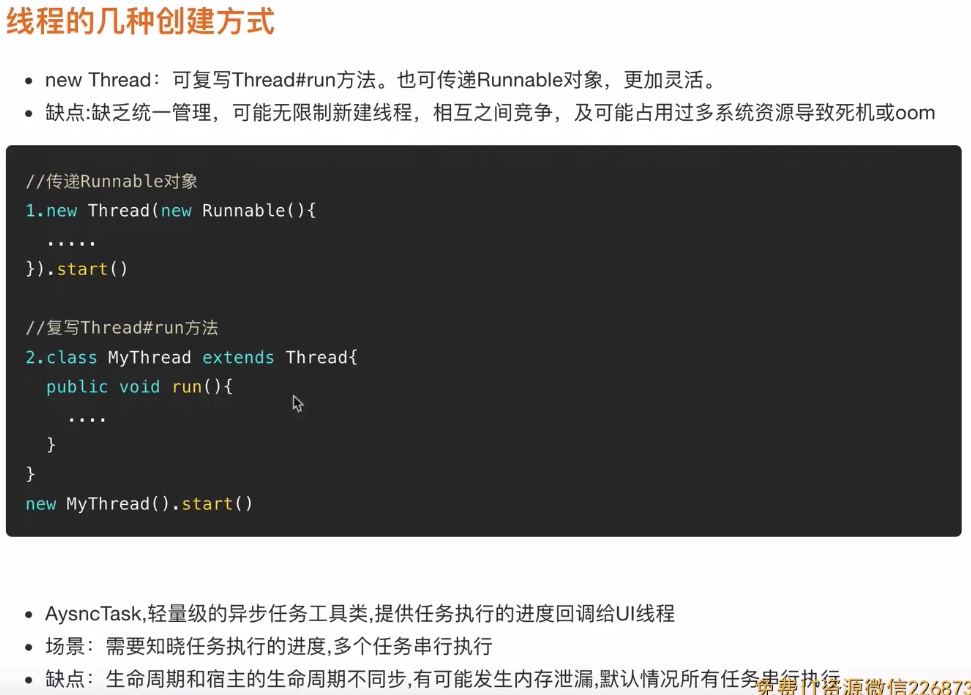 线程的几种创建方式
• new Thread：可复写Thread#run方法。也可传递Runnable对象，更加灵活。
• 缺点:缺乏统一管理，可能无限制新建线程，相互之间竞争，及可能占用过多系统资源导致死机或oom
//传递Runnable对象
1.new Thread(new Runnable(){
.....
}).start()
//复写Thread#run方法
2.class MyThread extends Thread{
public void run(){
....
}
}
new MyThread().start()
• AysncTask,轻量级的异步任务工具类,提供任务执行的进度回调给UI线程
• 场景：需要知晓任务执行的进度,多个任务串行执行
• 缺点：生命周期和宿主的生命周期不同步,有可能发生内存泄漏,默认情况所有任务串行执行
免费IT资源微信226873